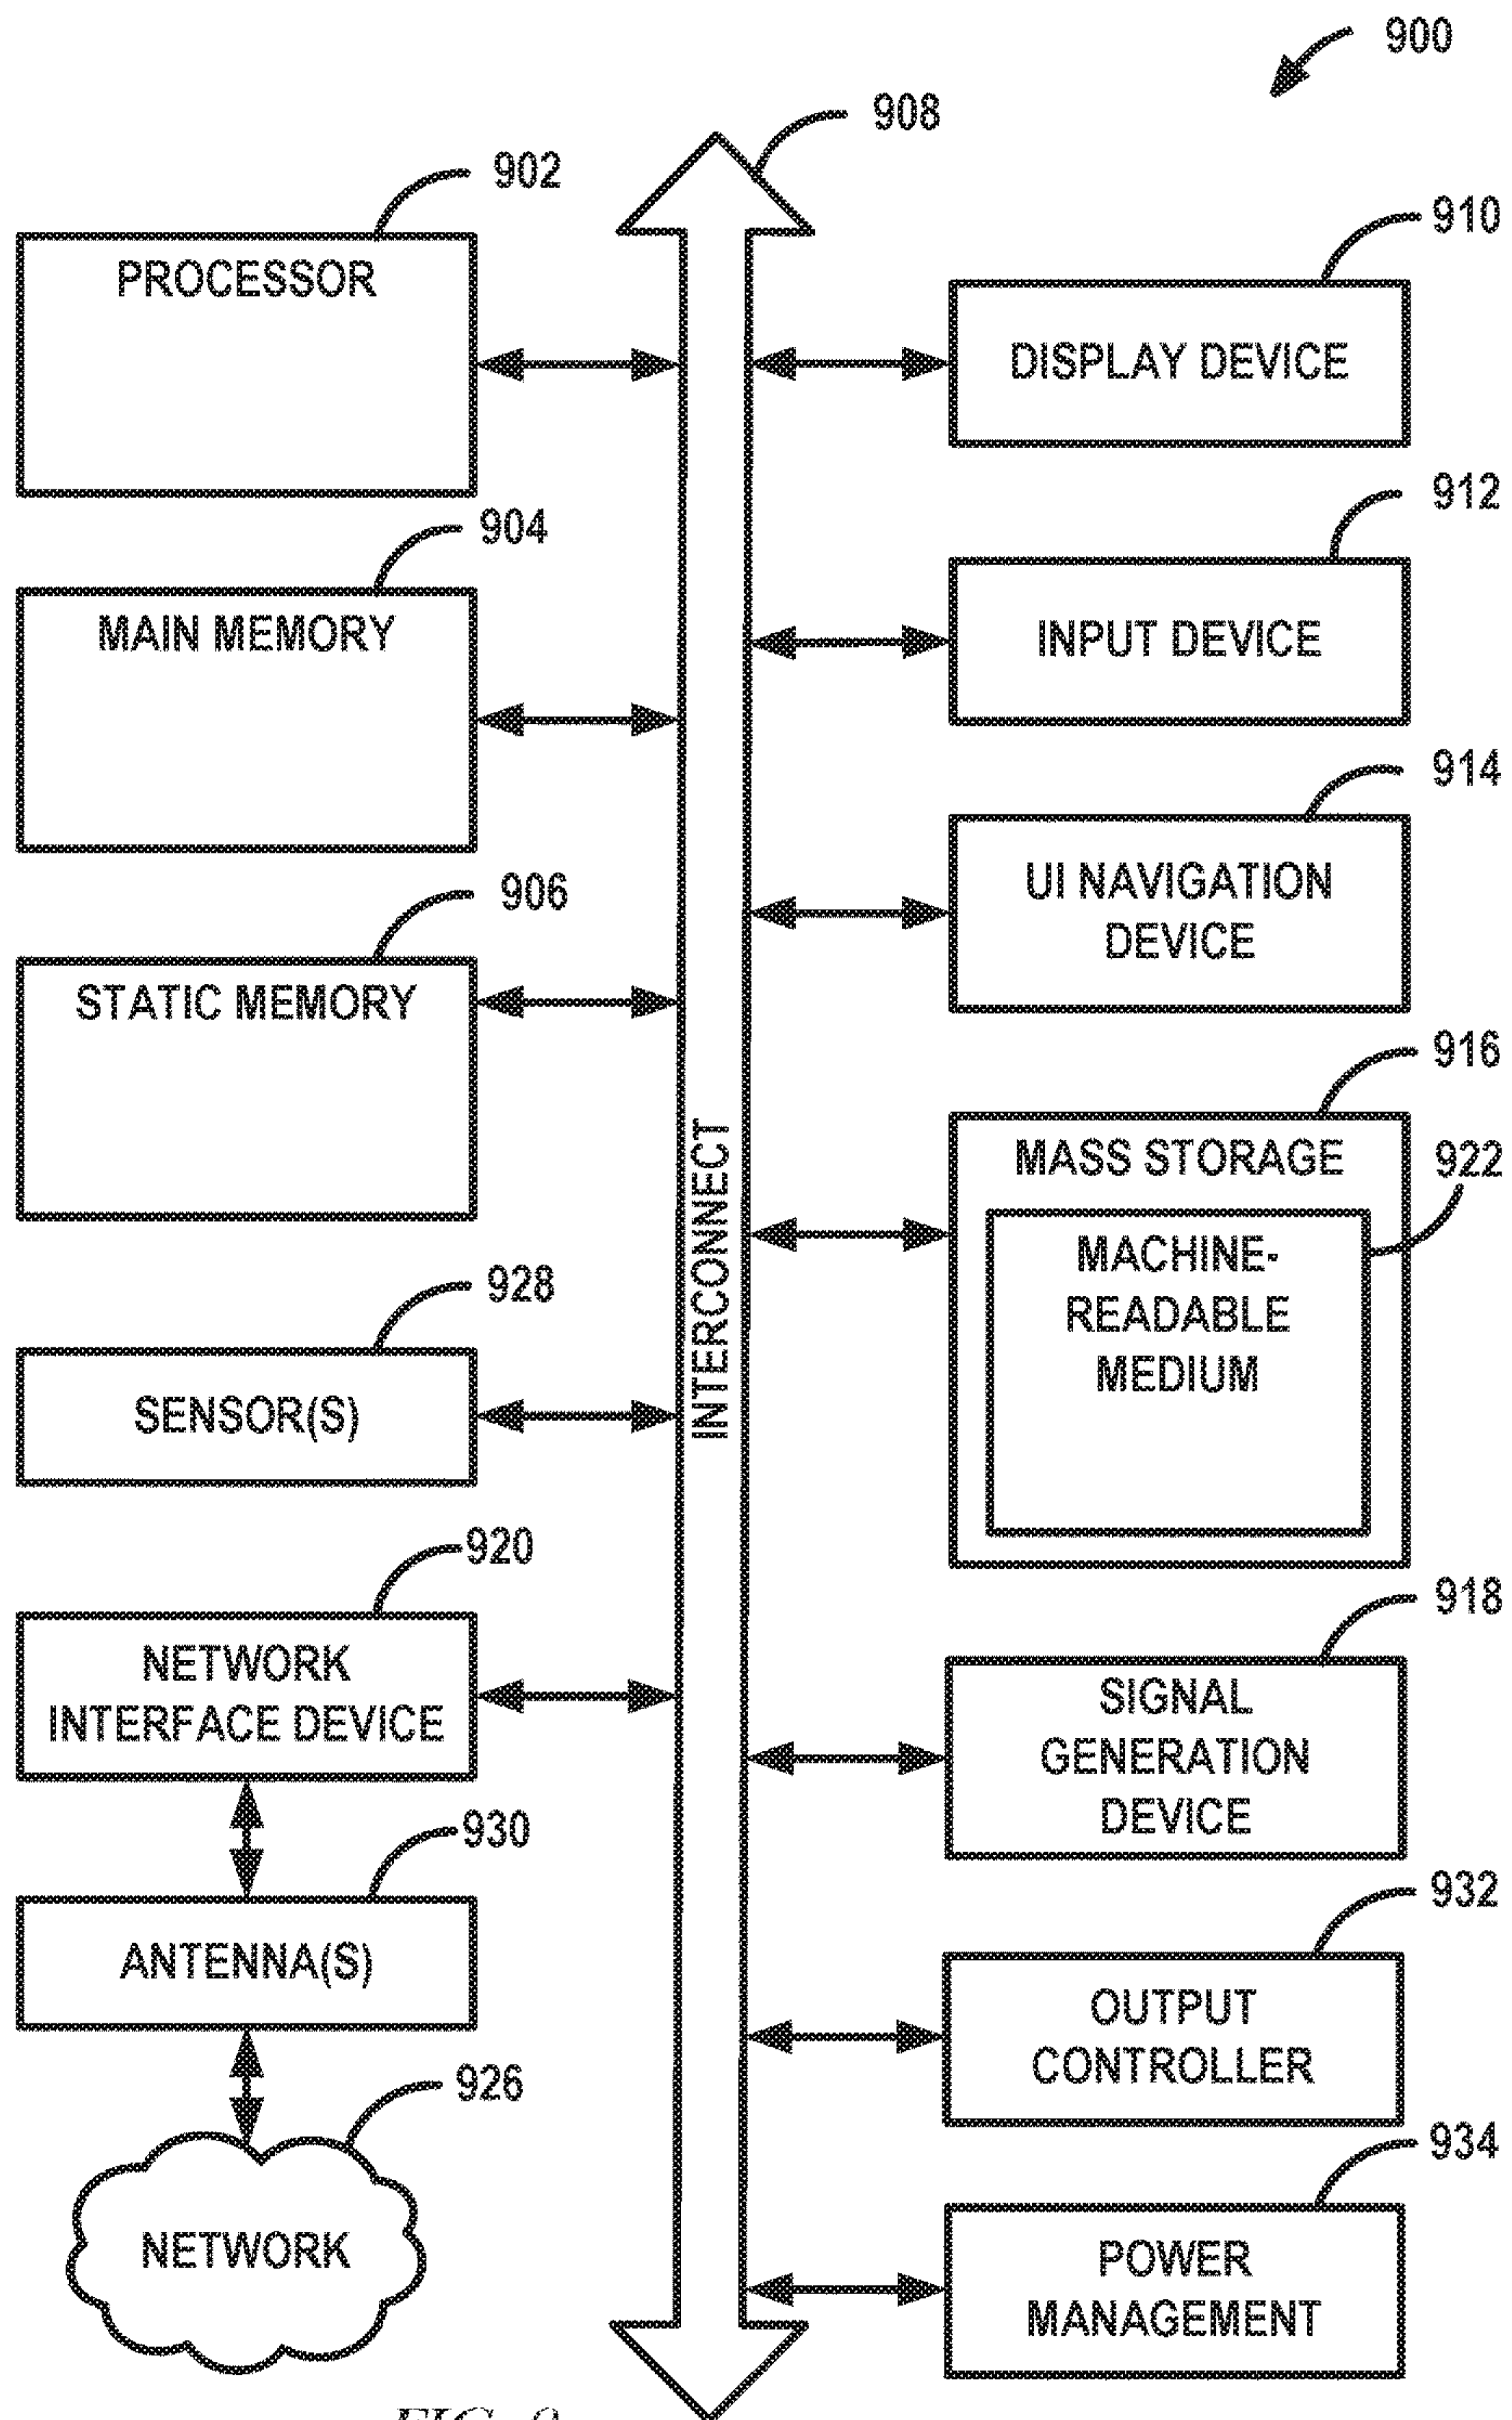 900
908
902
PROCESSOR
910
DISPLAY DEVICE
904
MAIN MEMORY
912
INPUT DEVICE
914
UI NAVIGATION
DEVICE
906
STATIC MEMORY
916
MASS STORAGE
922
MACHINE-
READABLE
MEDIUM
INTERCONNECT
928
SENSOR(S)
920
NETWORK
INTERFACE DEVICE
918
SIGNAL
GENERATION
DEVICE
930
ANTENNA(S)
932
OUTPUT
CONTROLLER
926
NETWORK
934
POWER
MANAGEMENT